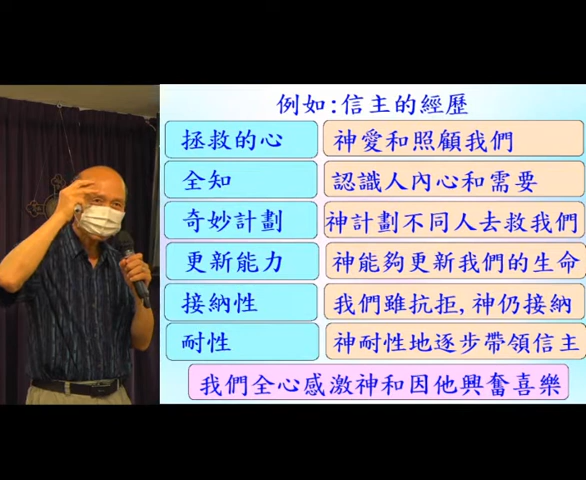 例如:信主的經歷
拯救的心 神愛和照顧我們
全知 認識人內心和需要
奇妙計劃 神計劃不同人去救我們
更新能力 神能夠更新我們的生命
接納性 我們雖抗拒,神仍接納
耐性 神耐性地逐步帶領信主
我們全心感激神和因他興奮喜樂